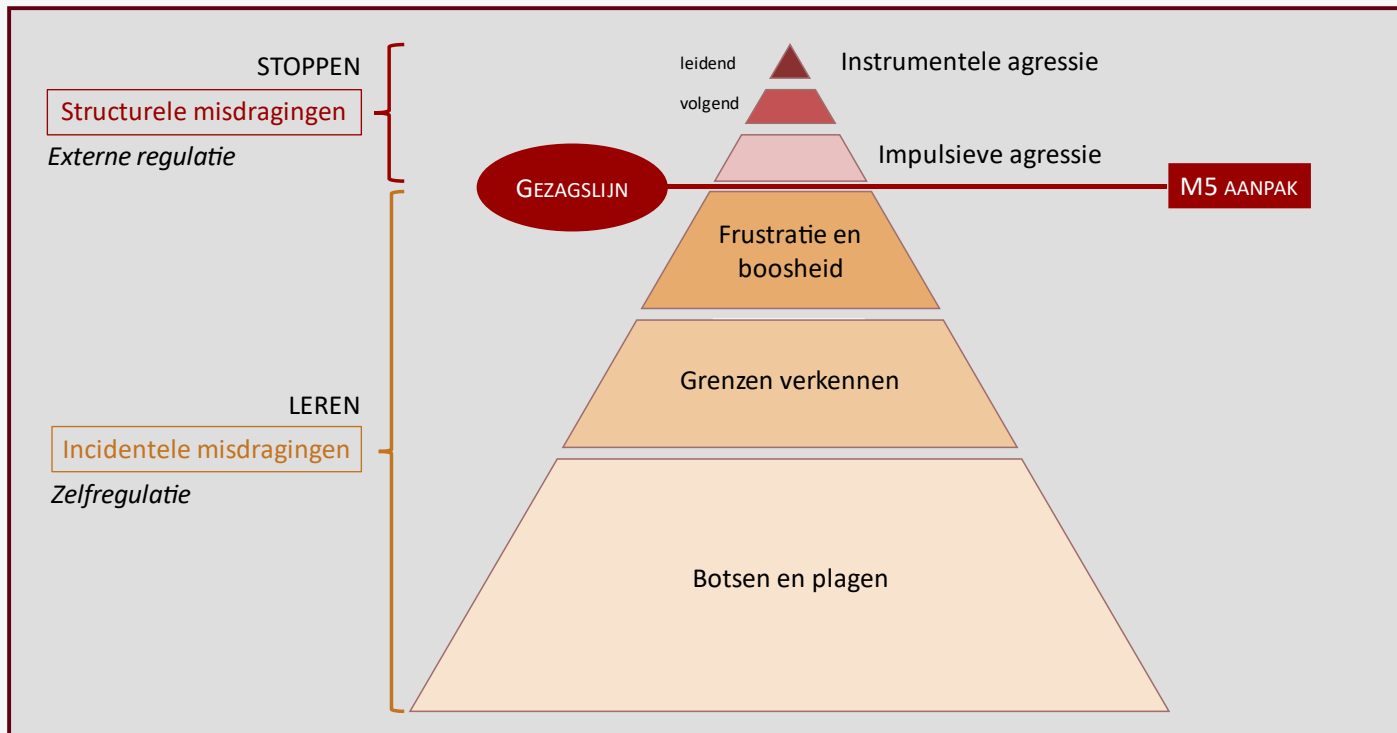 STOPPEN
Structurele misdragingen
Externe regulatie
leidend
Instrumentele agressie
volgend
Impulsieve agressie
GEZAGSLIJN
M5 AANPAK
Frustratie en
boosheid
Grenzen verkennen
LEREN
Incidentele misdragingen
Zelfregulatie
Botsen en plagen